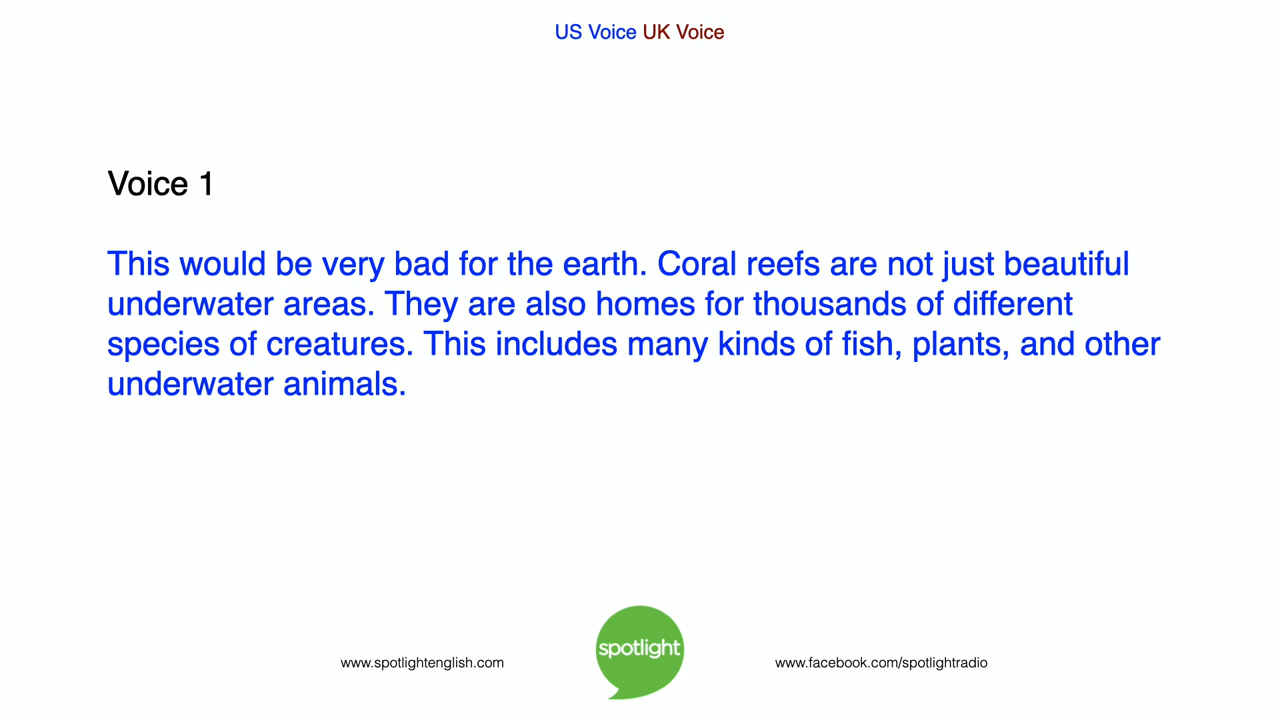 US Voice UK Voice
Voice 1
This would be very bad for the earth. Coral reefs are not just beautiful
underwater areas. They are also homes for thousands of different
species of creatures. This includes many kinds of fish, plants, and other
underwater animals.
spotlight
www.spotlightenglish.com
www.facebook.com/spotlightradio